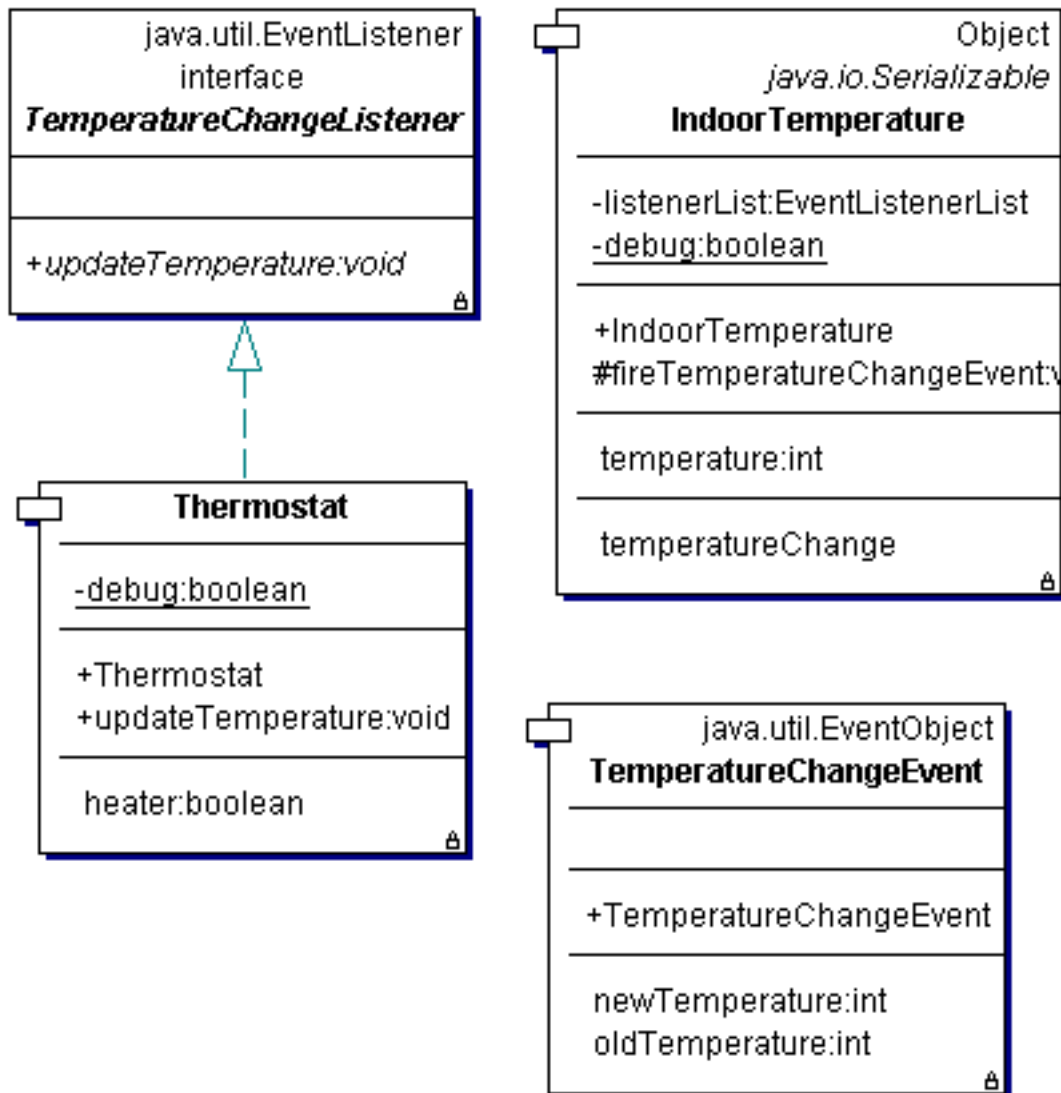 java.util.EventListener
interface
TemperatureChangeListener
+updateTemperature:void
Object
java.io.Serializable
IndoorTemperature
-listenerList:EventListenerList
-debug:boolean
+IndoorTemperature
#fireTemperatureChangeEvent:v
temperature:int
temperatureChange
Thermostat
-debug:boolean
+Thermostat
+updateTemperature:void
heater:boolean
java.util.EventObject
TemperatureChangeEvent
+TemperatureChangeEvent
newTemperature:int
oldTemperature:int